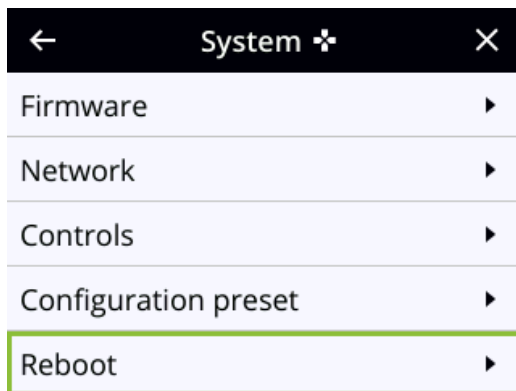 System
Firmware
Network
Controls
Configuration preset
Reboot